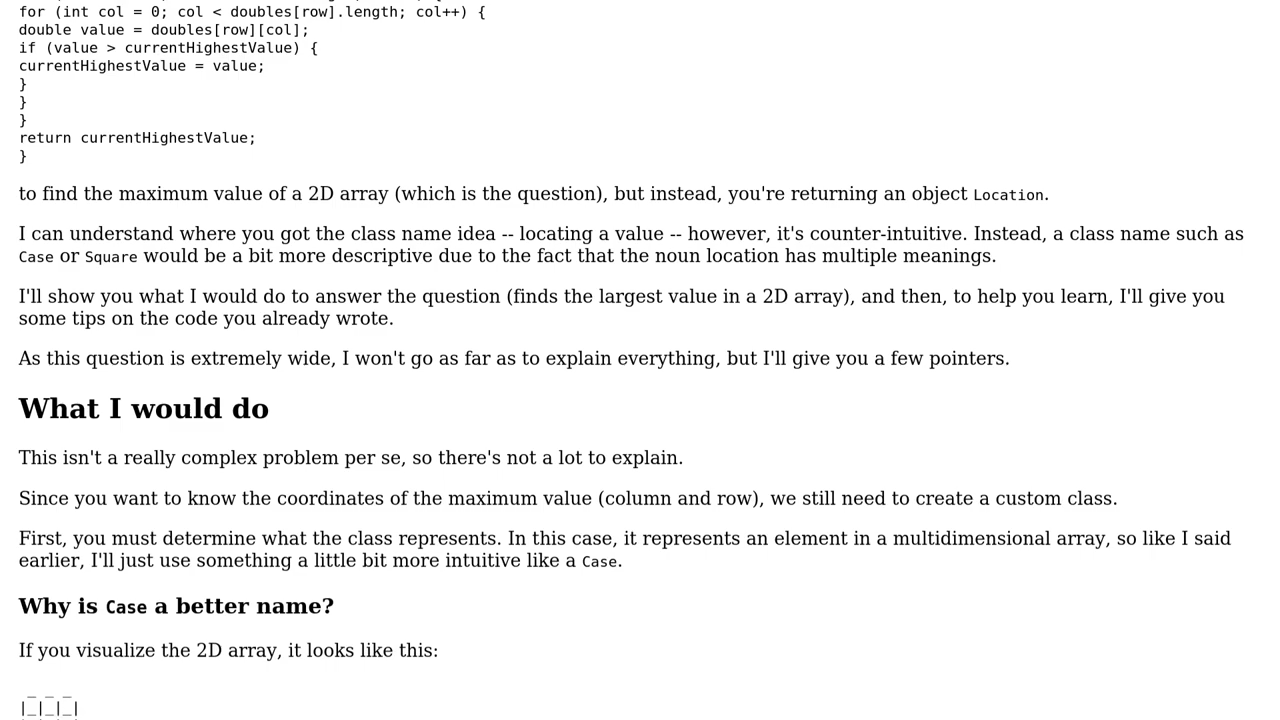 for (int col = 0; col < doubles[row].length; col++) {
double value = doubles[row][col];
if (value > currentHighestValue) {
currentHighestValue = value;
}
}
}
return currentHighestValue;
}
to find the maximum value of a 2D array (which is the question), but instead, you're returning an object Location.
I can understand where you got the class name idea -- locating a value -- however, it's counter-intuitive. Instead, a class name such as
Case or Square would be a bit more descriptive due to the fact that the noun location has multiple meanings.
I'll show you what I would do to answer the question (finds the largest value in a 2D array), and then, to help you learn, I'll give you
some tips on the code you already wrote.
As this question is extremely wide, I won't go as far as to explain everything, but I'll give you a few pointers.
What I would do
This isn't a really complex problem per se, so there's not a lot to explain.
Since you want to know the coordinates of the maximum value (column and row), we still need to create a custom class.
First, you must determine what the class represents. In this case, it represents an element in a multidimensional array, so like I said
earlier, I'll just use something a little bit more intuitive like a Case.
Why is Case a better name?
If you visualize the 2D array, it looks like this:
_ _ _
|_|_|_|